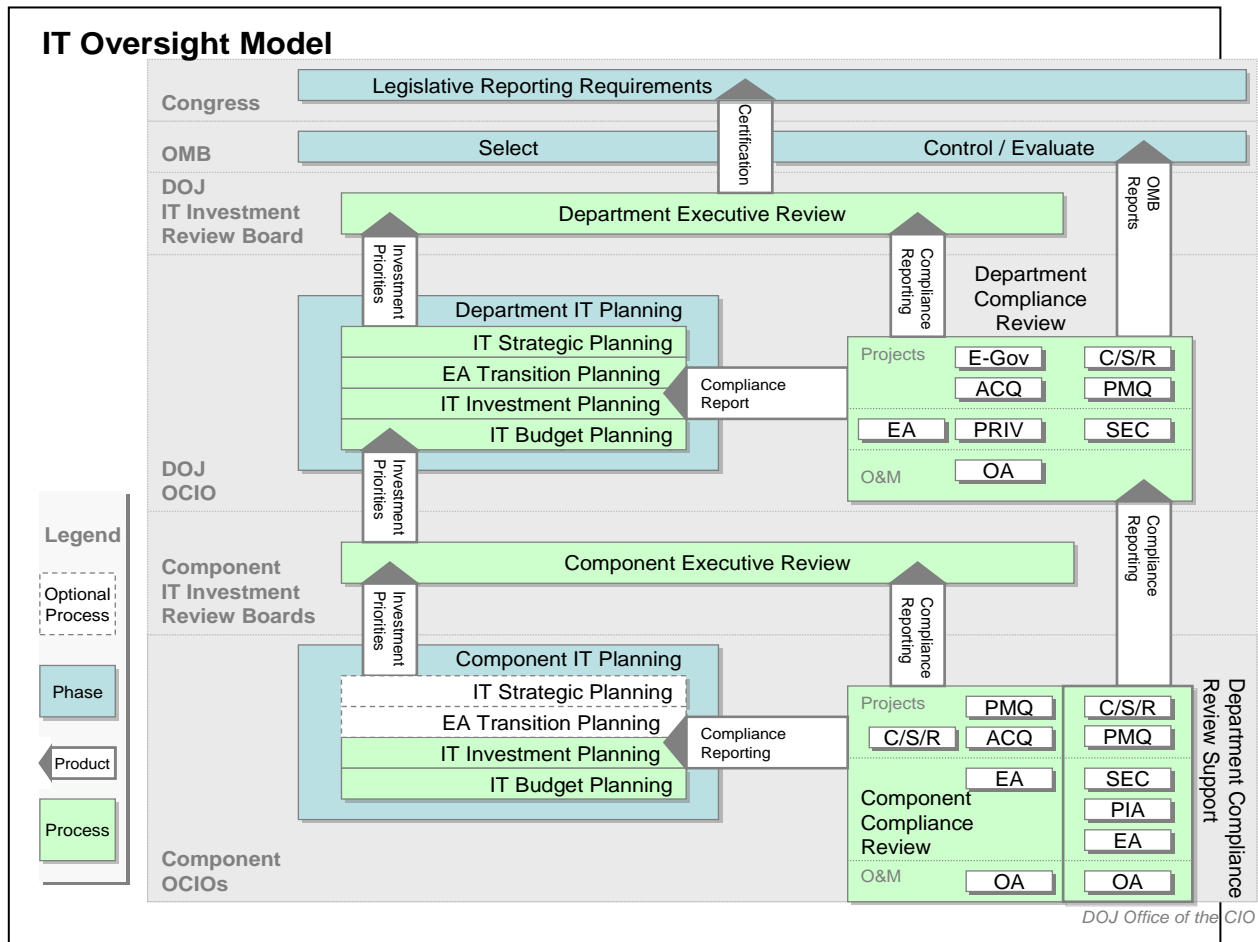 IT Oversight Model
Congress
Legislative Reporting Requirements
Certification
OMB
Select
Control / Evaluate
OMB
Reports
DOJ
IT Investment
Review Board
Department Executive Review
Investment
Priorities
Compliance
Reporting
Department
Compliance
Review
DOJ
OCIO
Department IT Planning
IT Strategic Planning
EA Transition Planning
IT Investment Planning
IT Budget Planning
Compliance
Report
Projects
E-Gov
C/S/R
ACQ
PMQ
EA
PRIV
SEC
O&M
OA
Investment
Priorities
Compliance
Reporting
Component
IT Investment
Review Boards
Component Executive Review
Investment
Priorities
Compliance
Reporting
Component
OCIOs
Component IT Planning
IT Strategic Planning
EA Transition Planning
IT Investment Planning
IT Budget Planning
Compliance
Reporting
Projects
PMQ
C/S/R
ACQ
EA
Component
Compliance
Review
O&M
OA
C/S/R
PMQ
SEC
PIA
EA
OA
Department Compliance
Review Support
Legend
Optional
Process
Phase
Product
Process
DOJ Office of the CIO